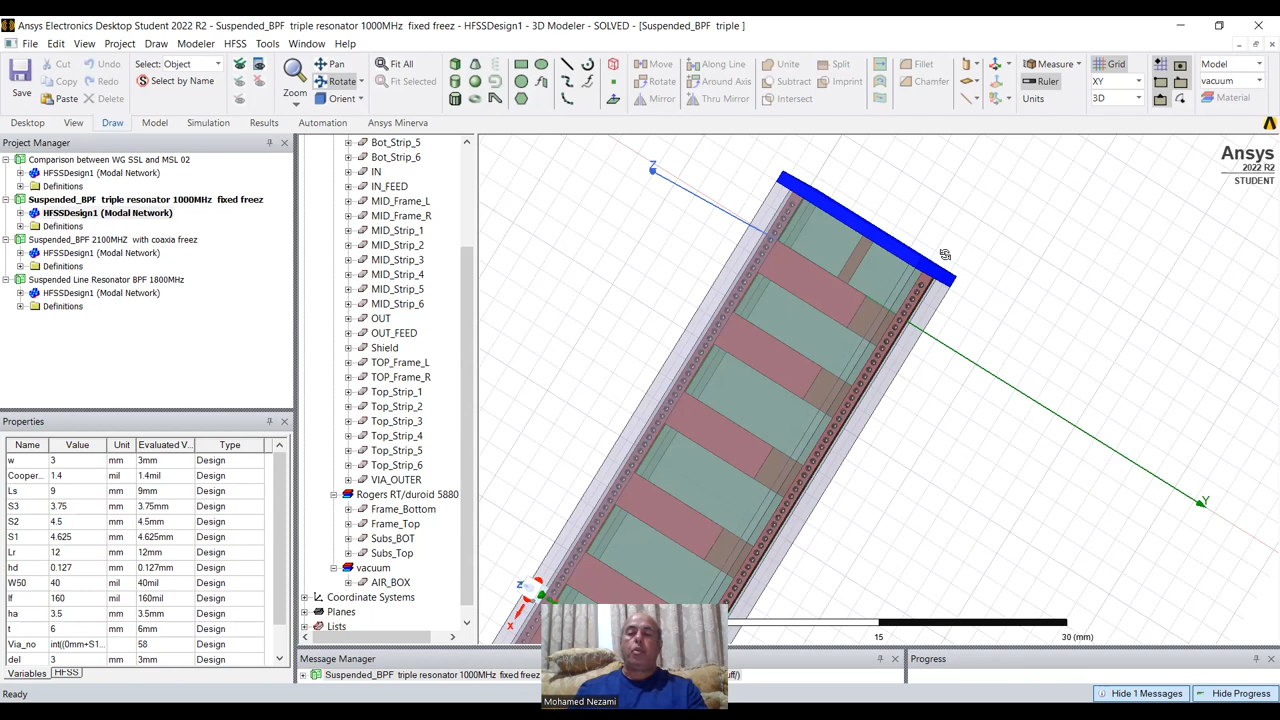 Ansys Electronics Desktop Student 2022 R2 - Suspended_BPF  triple resonator 1000MHz  fixed freez - HFSSDesign1 - 3D Modeler - SOLVED - [Suspended_BPF  triple ]
File Edit View Project Draw Modeler HFSS Tools Window Help
Save Cut Copy Paste Undo Redo Delete Select: Object Select by Name Zoom Pan Rotate Orient Fit All Fit Selected Move Rotate Mirror Along Line Around Axis Thru Mirror Unite Subtract Intersect Split Imprint Fillet Chamfer Measure Ruler Units Grid XY 3D Model vacuum Material
Desktop View Draw Model Simulation Results Automation Ansys Minerva
Project Manager
Comparison between WG SSL and MSL 02
HFSSDesign1 (Modal Network)
Definitions
Suspended_BPF  triple resonator 1000MHz  fixed freez
HFSSDesign1 (Modal Network)
Definitions
Suspended_BPF 2100MHZ  with coaxia freez
HFSSDesign1 (Modal Network)
Definitions
Suspended Line Resonator BPF 1800MHz
HFSSDesign1 (Modal Network)
Definitions
Properties
Name Value Unit Evaluated V... Type
w 3 mm 3mm Design
Cooper... 1.4 mil 1.4mil Design
Ls 9 mm 9mm Design
S3 3.75 mm 3.75mm Design
S2 4.5 mm 4.5mm Design
S1 4.625 mm 4.625mm Design
Lr 12 mm 12mm Design
hd 0.127 mm 0.127mm Design
W50 40 mil 40mil Design
lf 160 mil 160mil Design
ha 3.5 mm 3.5mm Design
t 6 mm 6mm Design
Via_no int((0mm+S1... 58 Design
del 3 mm 3mm Design
Variables HFSS
Bot_Strip_5
Bot_Strip_6
IN
IN_FEED
MID_Frame_L
MID_Frame_R
MID_Strip_1
MID_Strip_2
MID_Strip_3
MID_Strip_4
MID_Strip_5
MID_Strip_6
OUT
OUT_FEED
Shield
TOP_Frame_L
TOP_Frame_R
Top_Strip_1
Top_Strip_2
Top_Strip_3
Top_Strip_4
Top_Strip_5
Top_Strip_6
VIA_OUTER
Rogers RT/duroid 5880
Frame_Bottom
Frame_Top
Subs_BOT
Subs_Top
vacuum
AIR_BOX
Coordinate Systems
Planes
Lists
Ansys
2022 R2
STUDENT
Z
Y
Z
X
15 30 (mm)
Message Manager
Suspended_BPF  triple resonator 1000MHz  fixed freez
Progress
Mohamed Nezami
Ready
Hide 1 Messages Hide Progress